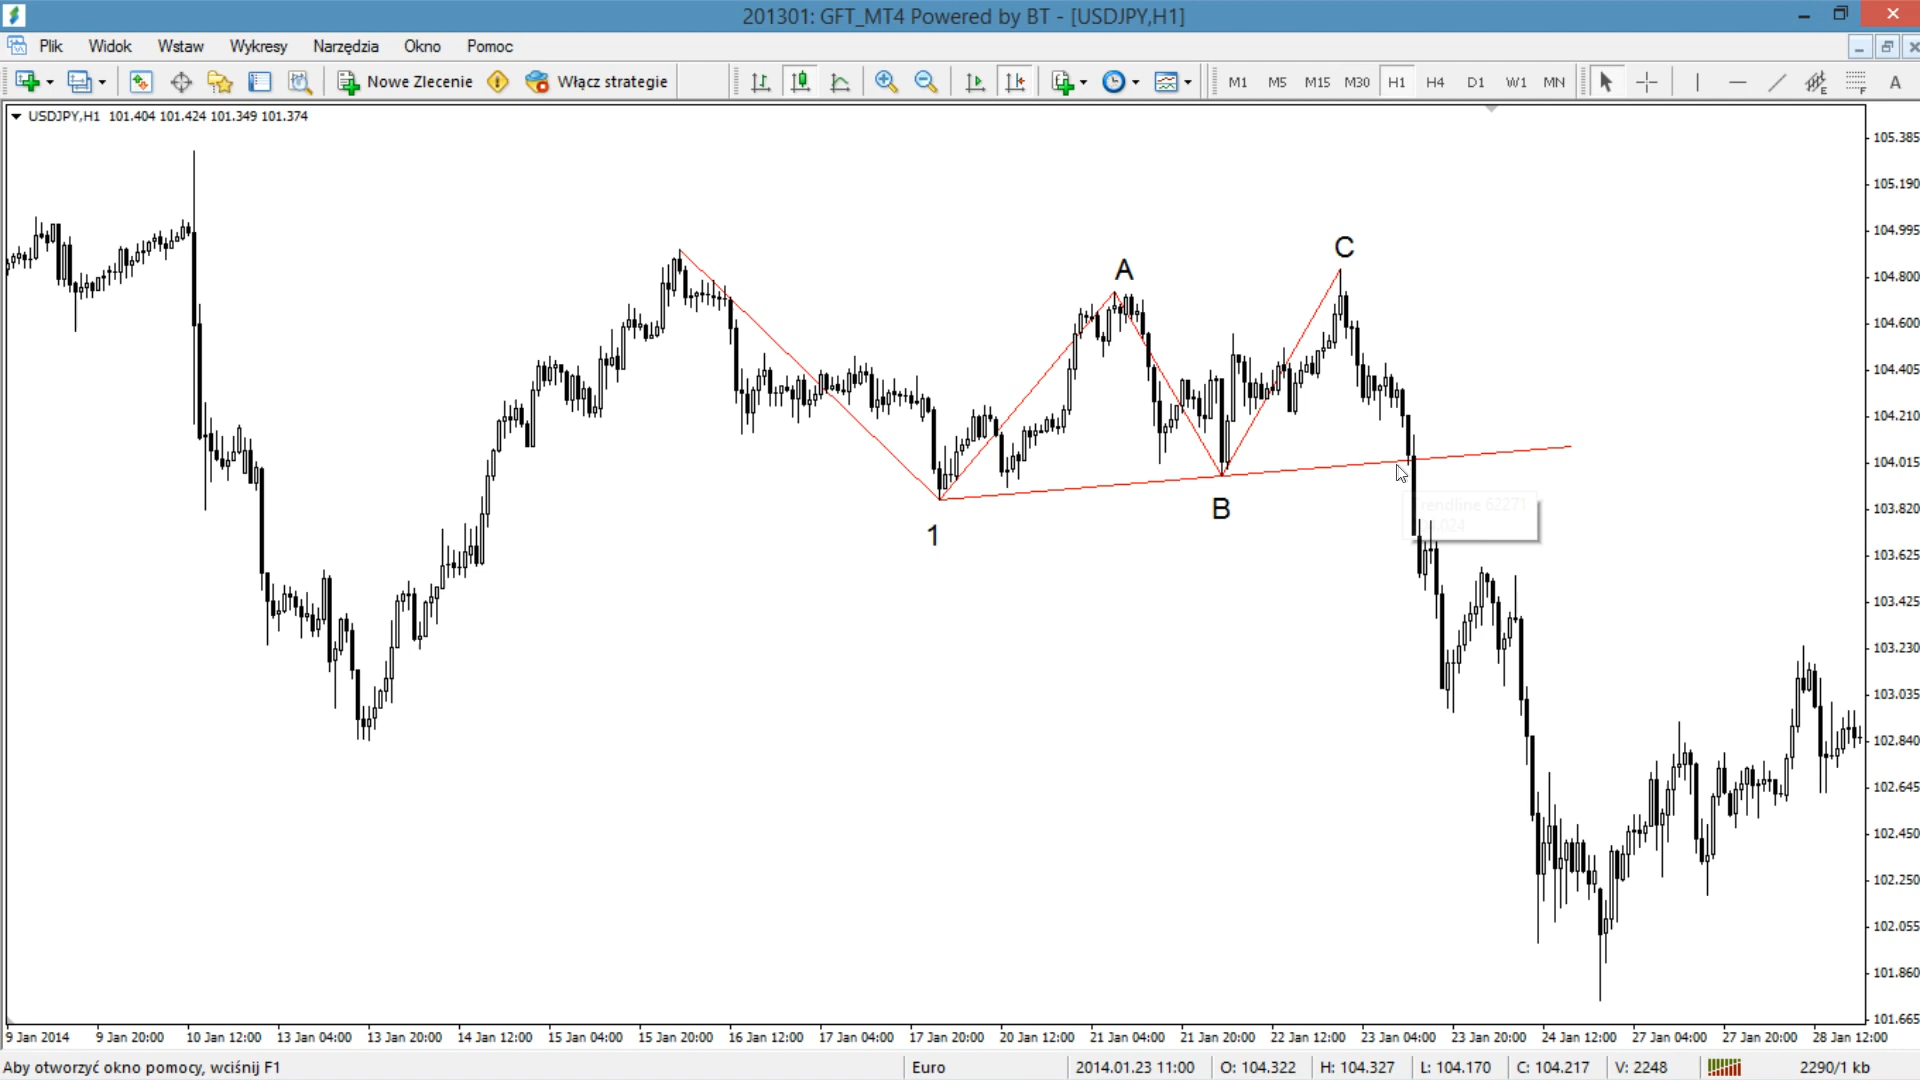 201301: GFT_MT4 Powered by BT - [USDJPY,H1]
Plik Widok Wstaw Wykresy Narzędzia Okno Pomoc
Nowe Zlecenie Włącz strategie M1 M5 M15 M30 H1 H4 D1 W1 MN A
USDJPY,H1 101.404 101.424 101.349 101.374
105.385
105.190
104.995
C
A
104.800
104.600
104.405
104.210
104.015
B
103.820
1
103.625
103.425
103.230
103.035
102.840
102.645
102.450
102.250
102.055
101.860
101.665
9 Jan 2014 9 Jan 20:00 10 Jan 12:00 13 Jan 04:00 13 Jan 20:00 14 Jan 12:00 15 Jan 04:00 15 Jan 20:00 16 Jan 12:00 17 Jan 04:00 17 Jan 20:00 20 Jan 12:00 21 Jan 04:00 21 Jan 20:00 22 Jan 12:00 23 Jan 04:00 23 Jan 20:00 24 Jan 12:00 27 Jan 04:00 27 Jan 20:00 28 Jan 12:00
Aby otworzyć okno pomocy, wciśnij F1 Euro 2014.01.23 11:00 O: 104.322 H: 104.327 L: 104.170 C: 104.217 V: 2248 2290/1 kb